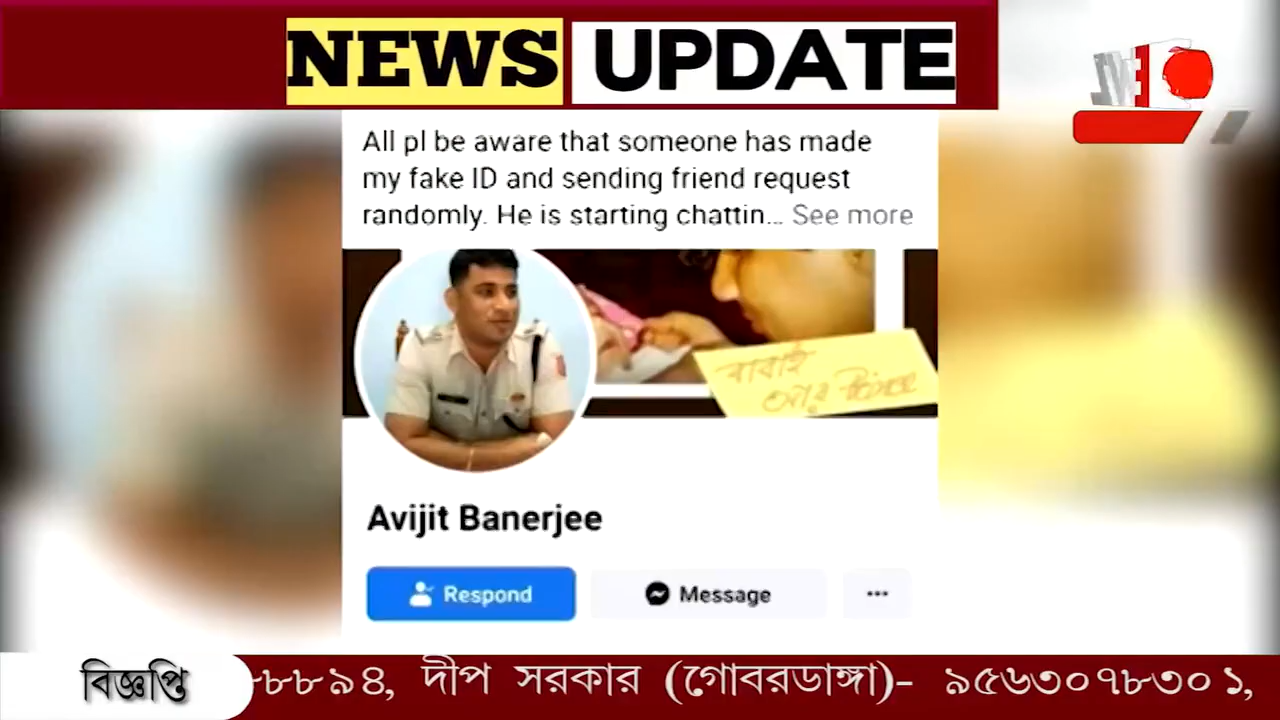 NEWS UPDATE
All pl be aware that someone has made
my fake ID and sending friend request
randomly. He is starting chattin... See more
বাবাই
আর
Avijit Banerjee
Respond
Message
...
বিজ্ঞপ্তি
৮৮৯৪, দীপ সরকার (গোবরডাঙ্গা)- ৯৫৬৩০৭৮৩০১,